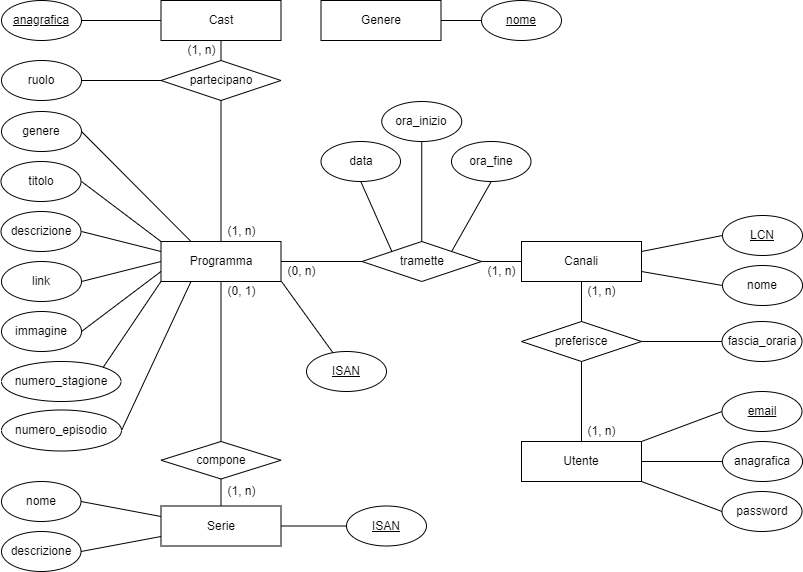 anagrafica
Cast
Genere
nome
(1, n)
ruolo
partecipano
genere
ora_inizio
data
ora_fine
titolo
descrizione
(1, n)
LCN
Programma
(0, n)
tramette
(1, n)
Canali
link
(0, 1)
(1, n)
nome
immagine
preferisce
fascia_oraria
numero_stagione
ISAN
numero_episodio
(1, n)
email
compone
Utente
anagrafica
nome
(1, n)
password
Serie
ISAN
descrizione